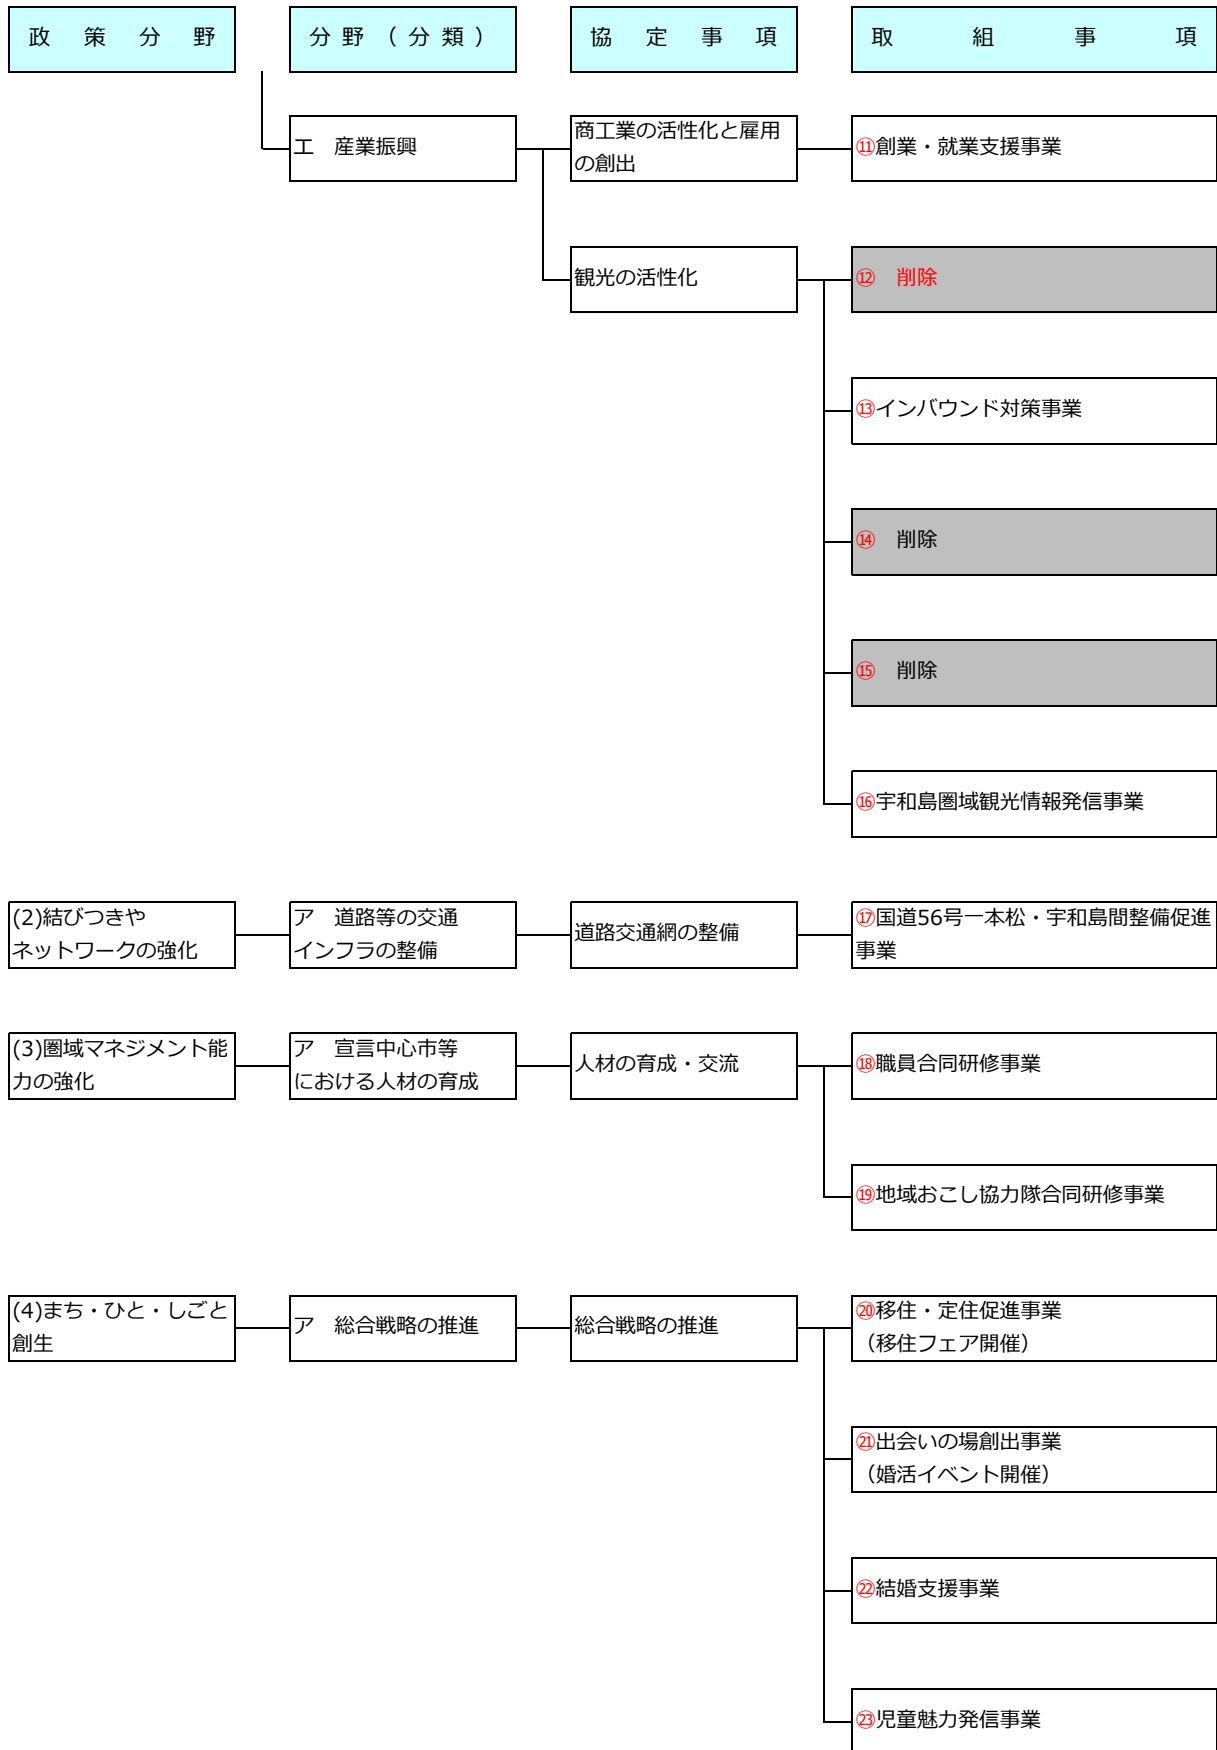 政策分野
分野（分類）
協定事項
取組事項
エ　産業振興
商工業の活性化と雇用
の創出
⑪創業・就業支援事業
観光の活性化
⑫　削除
⑬インバウンド対策事業
⑭　削除
⑮　削除
⑯宇和島圏域観光情報発信事業
(2)結びつきや
ネットワークの強化
ア　道路等の交通
インフラの整備
道路交通網の整備
⑰国道56号一本松・宇和島間整備促進
事業
(3)圏域マネジメント能
力の強化
ア　宣言中心市等
における人材の育成
人材の育成・交流
⑱職員合同研修事業
⑲地域おこし協力隊合同研修事業
(4)まち・ひと・しごと
創生
ア　総合戦略の推進
総合戦略の推進
⑳移住・定住促進事業
（移住フェア開催）
㉑出会いの場創出事業
（婚活イベント開催）
㉒結婚支援事業
㉓児童魅力発信事業